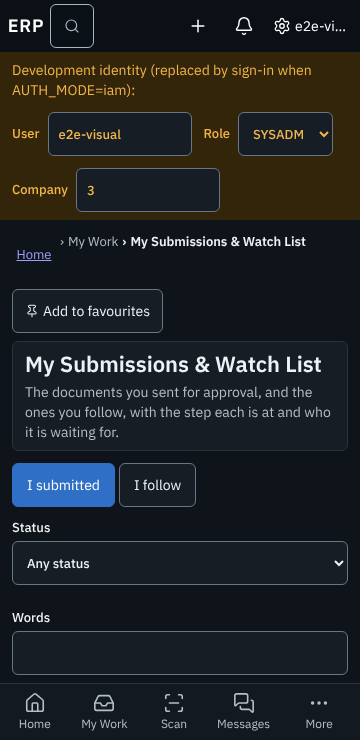 ERP
e2e-vi...
Development identity (replaced by sign-in when
AUTH_MODE=iam):
User e2e-visual Role SYSADM
Company 3
Home › My Work › My Submissions & Watch List
Add to favourites
My Submissions & Watch List
The documents you sent for approval, and the
ones you follow, with the step each is at and who
it is waiting for.
I submitted I follow
Status
Any status
Words
Home My Work Scan Messages More